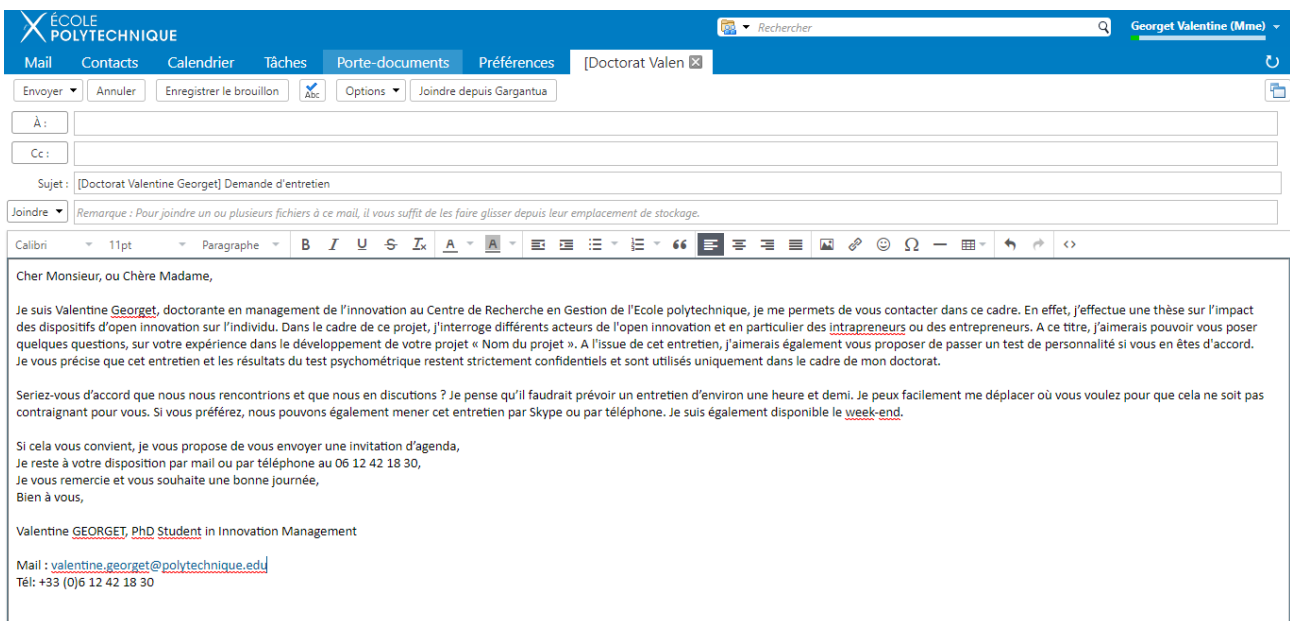 ÉCOLE
POLYTECHNIQUE
Rechercher
Georget Valentine (Mme)
Mail Contacts Calendrier Tâches Porte-documents Préférences [Doctorat Valen
Envoyer Annuler Enregistrer le brouillon Abc Options Joindre depuis Gargantua
À :
Cc :
Sujet : [Doctorat Valentine Georget] Demande d'entretien
Joindre Remarque : Pour joindre un ou plusieurs fichiers à ce mail, il vous suffit de les faire glisser depuis leur emplacement de stockage.
Calibri 11pt Paragraphe B I U S Tx A A
Cher Monsieur, ou Chère Madame,
Je suis Valentine Georget, doctorante en management de l'innovation au Centre de Recherche en Gestion de l'Ecole polytechnique, je me permets de vous contacter dans ce cadre. En effet, j'effectue une thèse sur l'impact
des dispositifs d'open innovation sur l'individu. Dans le cadre de ce projet, j'interroge différents acteurs de l'open innovation et en particulier des intrapreneurs ou des entrepreneurs. A ce titre, j'aimerais pouvoir vous poser
quelques questions, sur votre expérience dans le développement de votre projet « Nom du projet ». A l'issue de cet entretien, j'aimerais également vous proposer de passer un test de personnalité si vous en êtes d'accord.
Je vous précise que cet entretien et les résultats du test psychométrique restent strictement confidentiels et sont utilisés uniquement dans le cadre de mon doctorat.
Seriez-vous d'accord que nous nous rencontrions et que nous en discutions ? Je pense qu'il faudrait prévoir un entretien d'environ une heure et demi. Je peux facilement me déplacer où vous voulez pour que cela ne soit pas
contraignant pour vous. Si vous préférez, nous pouvons également mener cet entretien par Skype ou par téléphone. Je suis également disponible le week-end.
Si cela vous convient, je vous propose de vous envoyer une invitation d'agenda,
Je reste à votre disposition par mail ou par téléphone au 06 12 42 18 30,
Je vous remercie et vous souhaite une bonne journée,
Bien à vous,
Valentine GEORGET, PhD Student in Innovation Management
Mail : valentine.georget@polytechnique.edu
Tél: +33 (0)6 12 42 18 30